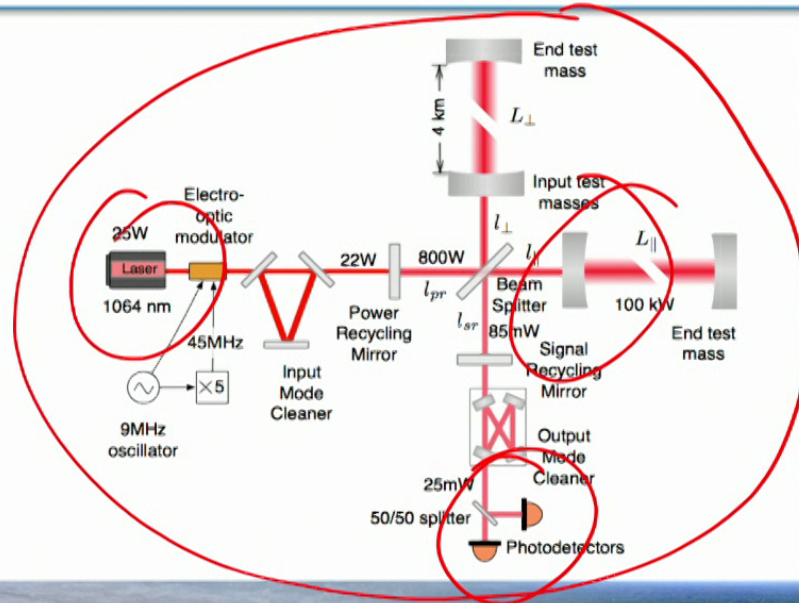 End test
mass
4 km
L⊥
Input test
masses
l⊥
Electro-
optic
modulator
25W
Laser
1064 nm
22W
800W
l∥
L∥
l_pr
Beam
Splitter
100 kW
End test
mass
Power
Recycling
Mirror
l_sr
85mW
Signal
Recycling
Mirror
45MHz
×5
9MHz
oscillator
Input
Mode
Cleaner
Output
Mode
Cleaner
25mW
50/50 splitter
Photodetectors